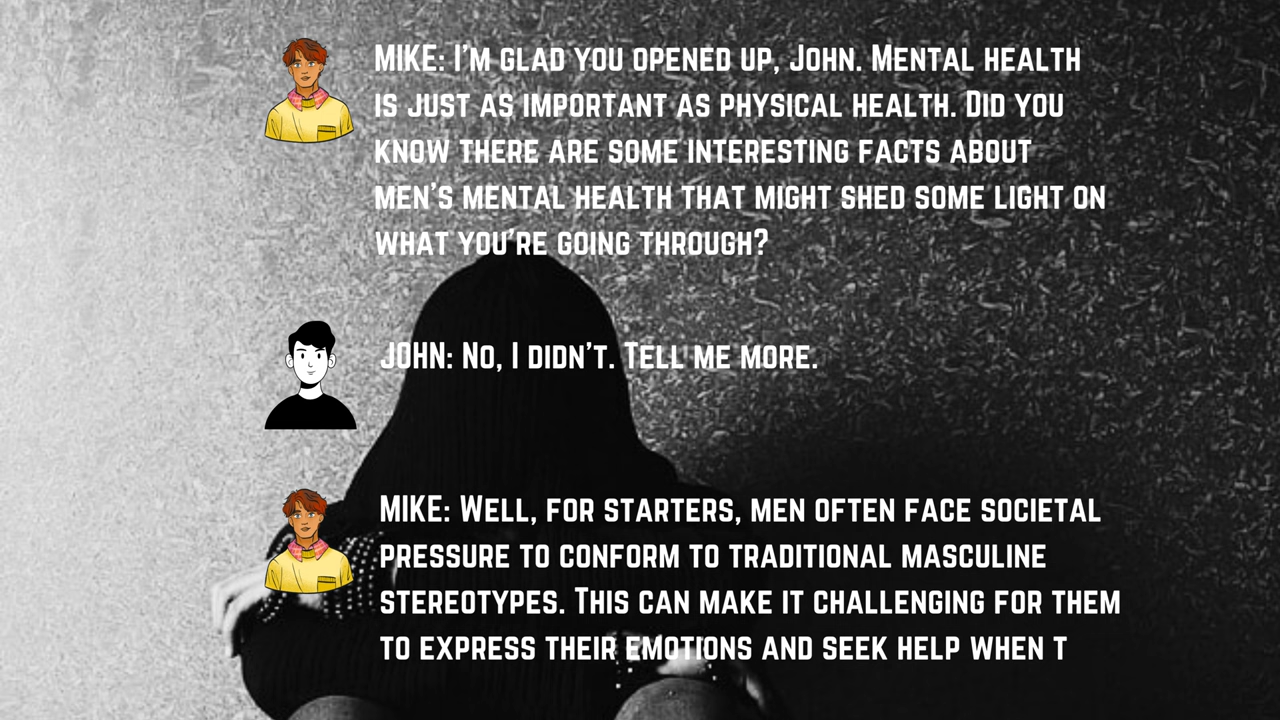 MIKE: I'M GLAD YOU OPENED UP, JOHN. MENTAL HEALTH
IS JUST AS IMPORTANT AS PHYSICAL HEALTH. DID YOU
KNOW THERE ARE SOME INTERESTING FACTS ABOUT
MEN'S MENTAL HEALTH THAT MIGHT SHED SOME LIGHT ON
WHAT YOU'RE GOING THROUGH?
JOHN: NO, I DIDN'T. TELL ME MORE.
MIKE: WELL, FOR STARTERS, MEN OFTEN FACE SOCIETAL
PRESSURE TO CONFORM TO TRADITIONAL MASCULINE
STEREOTYPES. THIS CAN MAKE IT CHALLENGING FOR THEM
TO EXPRESS THEIR EMOTIONS AND SEEK HELP WHEN T